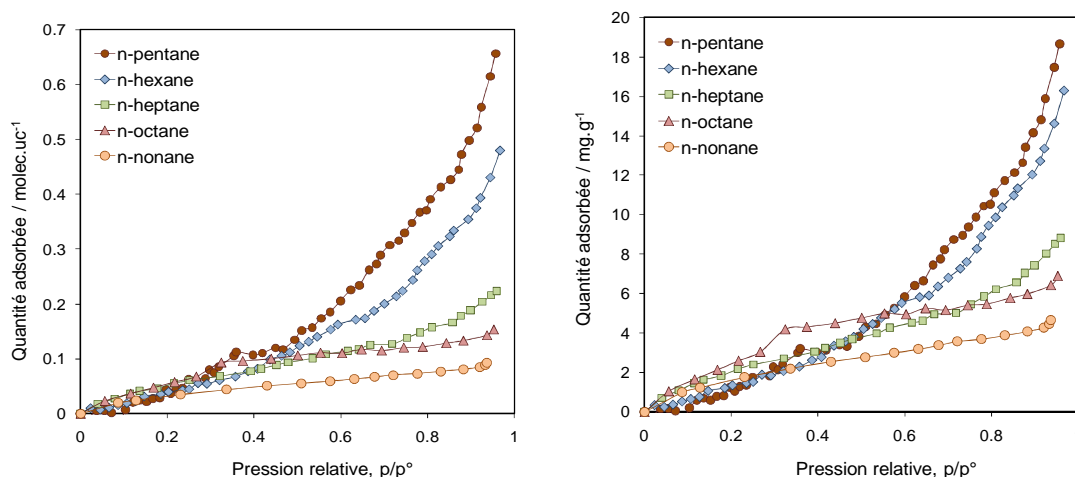 Quantité adsorbée / molec.uc⁻¹
0.7
0.6
0.5
0.4
0.3
0.2
0.1
0
n-pentane
n-hexane
n-heptane
n-octane
n-nonane
0 0.2 0.4 0.6 0.8 1
Pression relative, p/p°
Quantité adsorbée / mg.g⁻¹
20
18
16
14
12
10
8
6
4
2
0
n-pentane
n-hexane
n-heptane
n-octane
n-nonane
0 0.2 0.4 0.6 0.8
Pression relative, p/p°